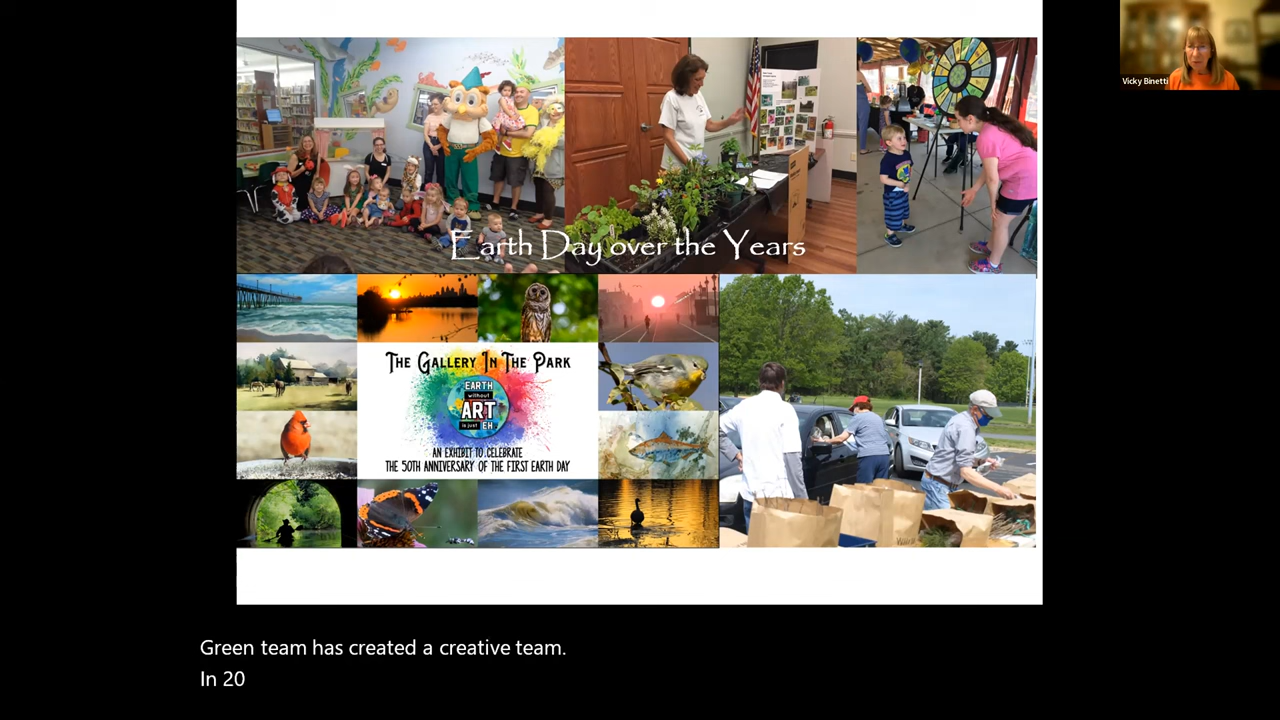 Vicky Binetti
Earth Day over the Years
THE GALLERY IN THE PARK
EARTH
without
ART
is just EH
AN EXHIBIT TO CELEBRATE
THE 50TH ANNIVERSARY OF THE FIRST EARTH DAY
Green team has created a creative team.
In 20